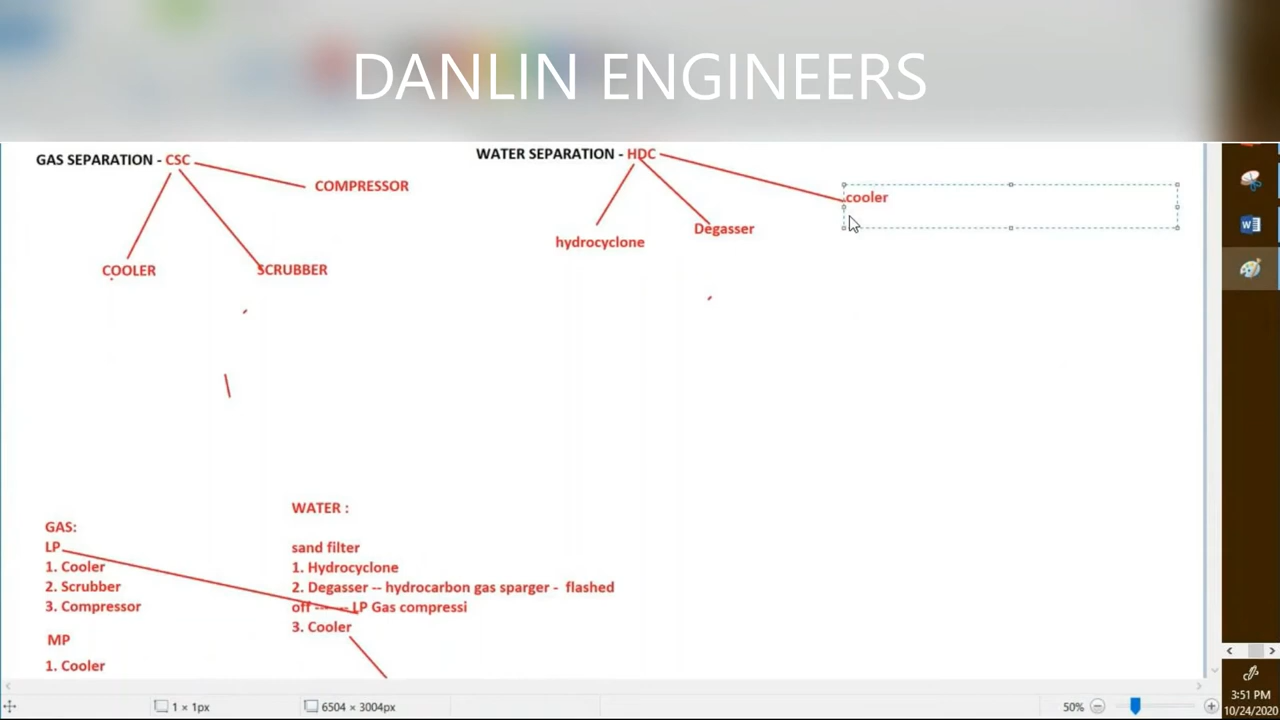 DANLIN ENGINEERS
GAS SEPARATION - CSC
COMPRESSOR
COOLER
SCRUBBER
WATER SEPARATION - HDC
cooler
hydrocyclone
Degasser
GAS:
LP
1. Cooler
2. Scrubber
3. Compressor
MP
1. Cooler
WATER :
sand filter
1. Hydrocyclone
2. Degasser -- hydrocarbon gas sparger - flashed
off ------ LP Gas compressi
3. Cooler
1 × 1px
6504 × 3004px
50%
3:51 PM
10/24/2020